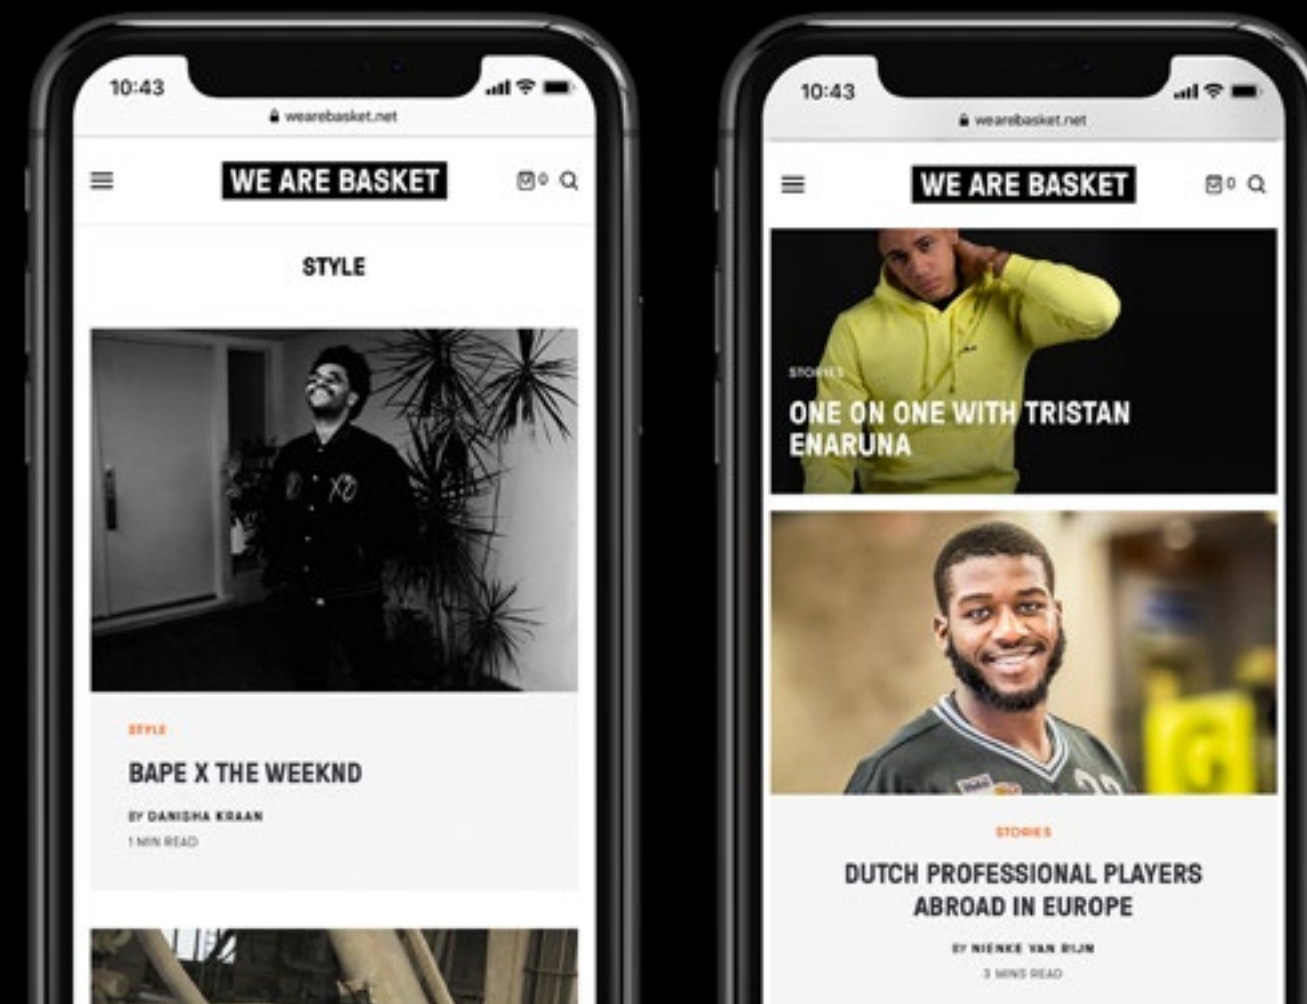 10:43
wearebasket.net
WE ARE BASKET
0
STYLE
XO
STYLE
BAPE X THE WEEKND
BY DANISHA KRAAN
1 MIN READ
10:43
wearebasket.net
WE ARE BASKET
0
STORIES
ONE ON ONE WITH TRISTAN
ENARUNA
G
STORIES
DUTCH PROFESSIONAL PLAYERS
ABROAD IN EUROPE
BY NIENKE VAN RIJN
3 MINS READ